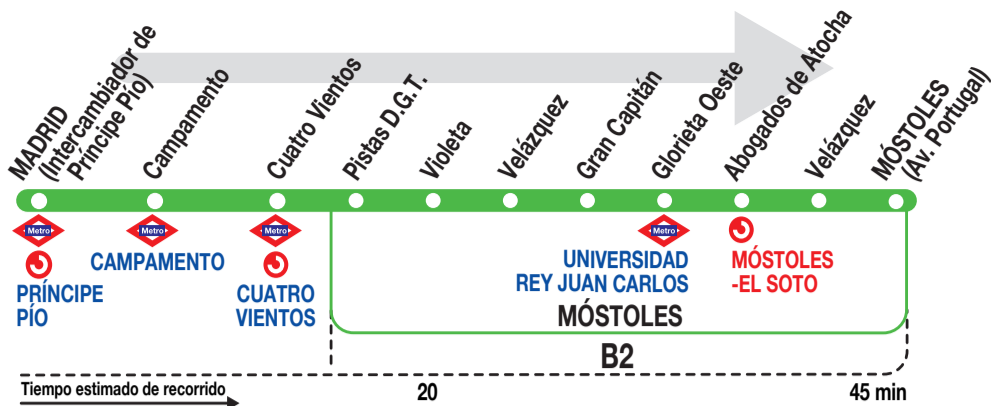 MADRID
(Intercambiador de
Príncipe Pío)
Campamento
Cuatro Vientos
Pistas D.G.T.
Violeta
Velázquez
Gran Capitán
Glorieta Oeste
Abogados de Atocha
Velázquez
MÓSTOLES
(Av. Portugal)
Metro
Metro
Metro
Metro
PRÍNCIPE
PÍO
CAMPAMENTO
CUATRO
VIENTOS
UNIVERSIDAD
REY JUAN CARLOS
MÓSTOLES
-EL SOTO
MÓSTOLES
B2
Tiempo estimado de recorrido
20
45 min